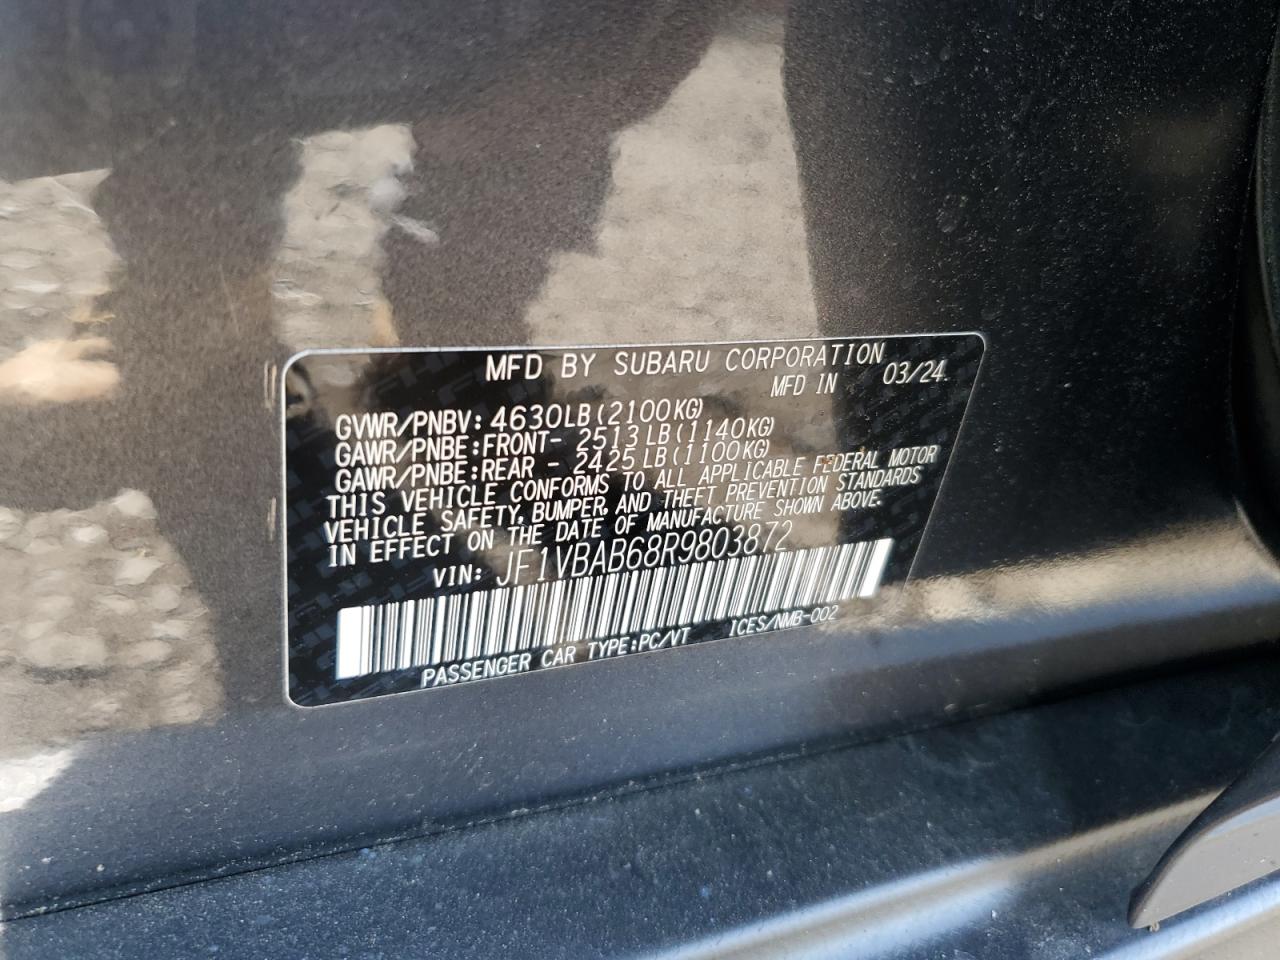 MFD BY SUBARU CORPORATION
MFD IN 03/24
GVWR/PNBV: 4630LB(2100KG)
GAWR/PNBE:FRONT- 2513LB(1140KG)
GAWR/PNBE:REAR - 2425LB(1100KG)
THIS VEHICLE CONFORMS TO ALL APPLICABLE FEDERAL MOTOR
VEHICLE SAFETY, BUMPER, AND THEFT PREVENTION STANDARDS
IN EFFECT ON THE DATE OF MANUFACTURE SHOWN ABOVE.
VIN: JF1VBAB68R9803872
PASSENGER CAR TYPE:PC/VT ICES/NMB-002